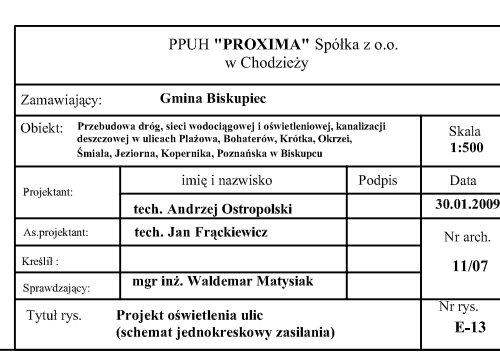 PPUH "PROXIMA" Spółka z o.o.
w Chodzieży
Zamawiający: Gmina Biskupiec
Obiekt: Przebudowa dróg, sieci wodociągowej i oświetleniowej, kanalizacji
deszczowej w ulicach Plażowa, Bohaterów, Krótka, Okrzei,
Śmiała, Jeziorna, Kopernika, Poznańska w Biskupcu
Skala
1:500
Projektant: imię i nazwisko Podpis Data
tech. Andrzej Ostropolski 30.01.2009
As.projektant: tech. Jan Frąckiewicz Nr arch.
Kreślił : 11/07
Sprawdzający: mgr inż. Waldemar Matysiak
Tytuł rys. Projekt oświetlenia ulic Nr rys.
(schemat jednokreskowy zasilania) E-13